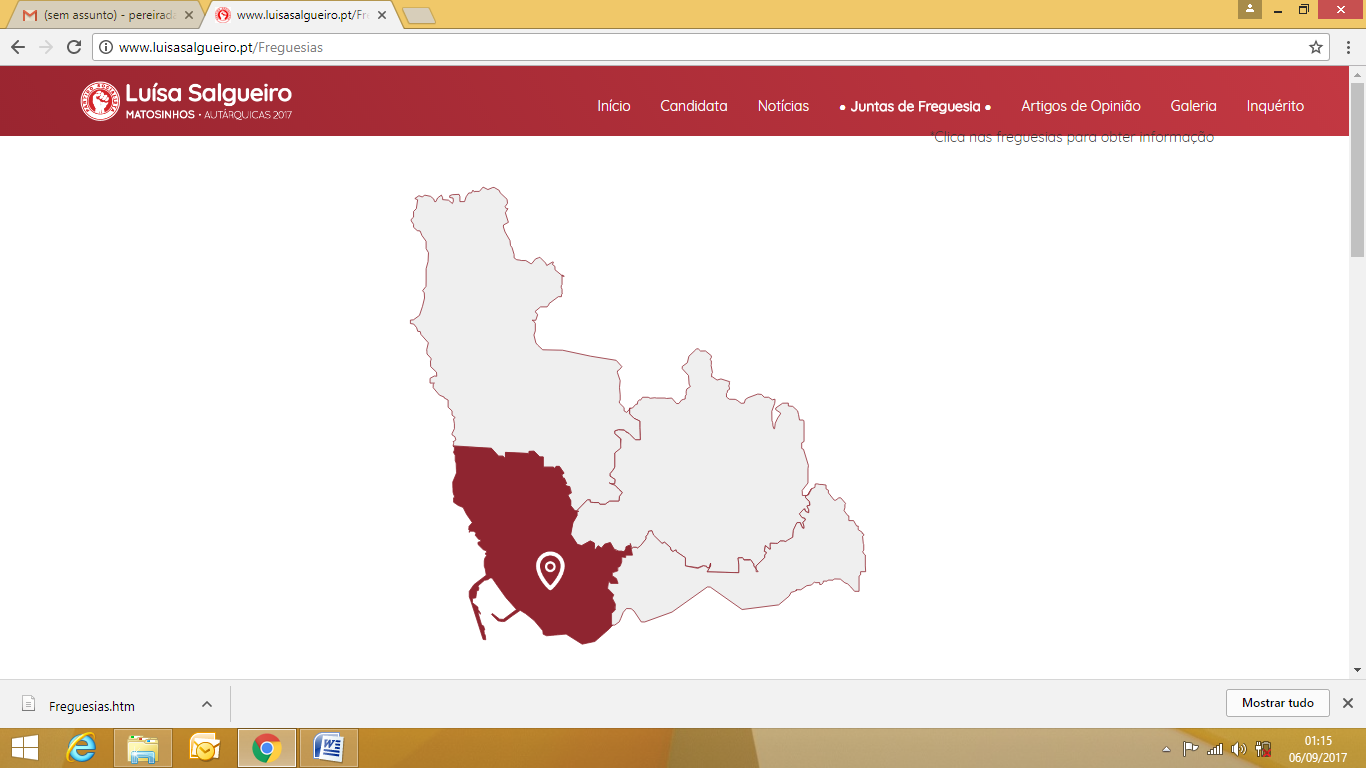 (sem assunto) - pereirad
www.luisasalgueiro.pt/Fr
www.luisasalgueiro.pt/Freguesias
Luísa Salgueiro
MATOSINHOS • AUTÁRQUICAS 2017
Início Candidata Notícias • Juntas de Freguesia • Artigos de Opinião Galeria Inquérito
*Clica nas freguesias para obter informação
Freguesias.htm
Mostrar tudo
01:15
06/09/2017